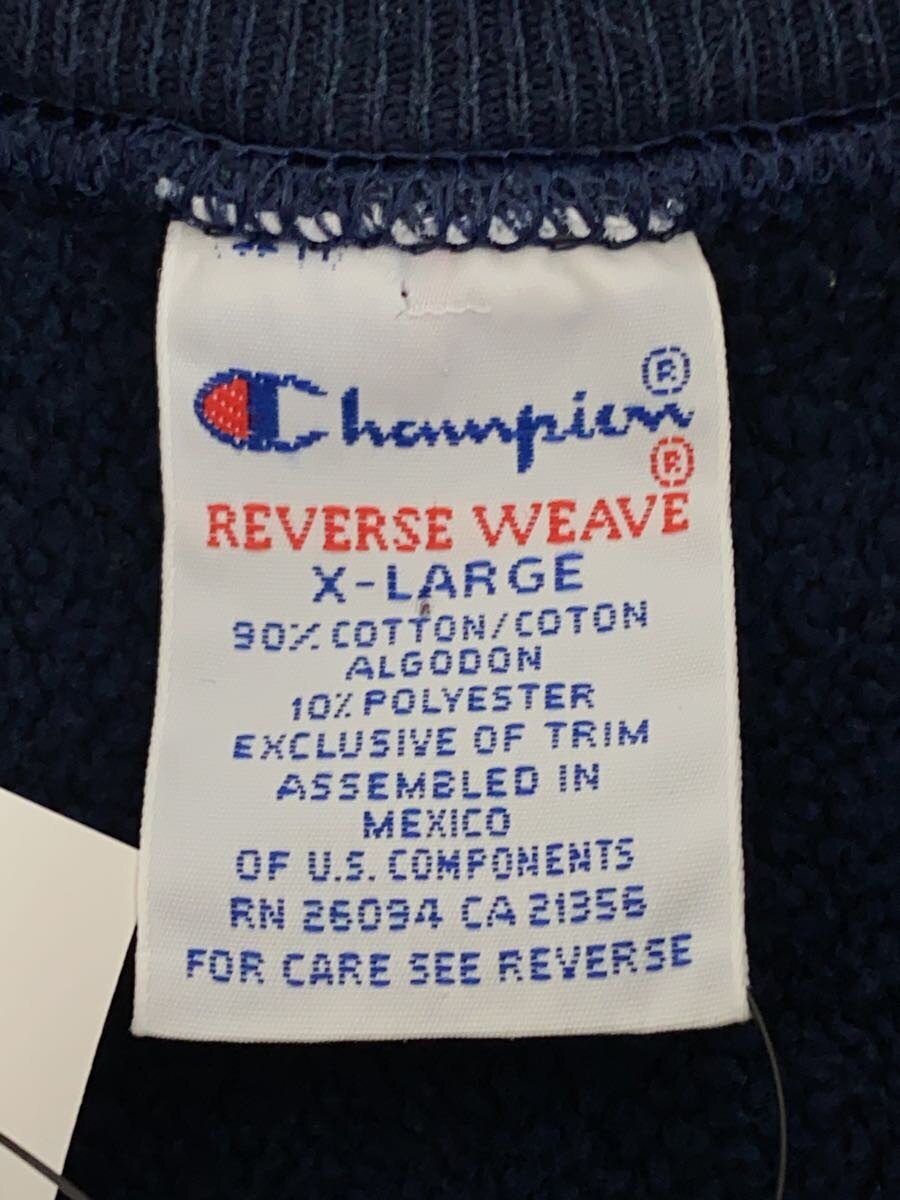 Champion ®
®
REVERSE WEAVE
X-LARGE
90% COTTON/COTON
ALGODON
10% POLYESTER
EXCLUSIVE OF TRIM
ASSEMBLED IN
MEXICO
OF U.S. COMPONENTS
RN 26094 CA 21356
FOR CARE SEE REVERSE